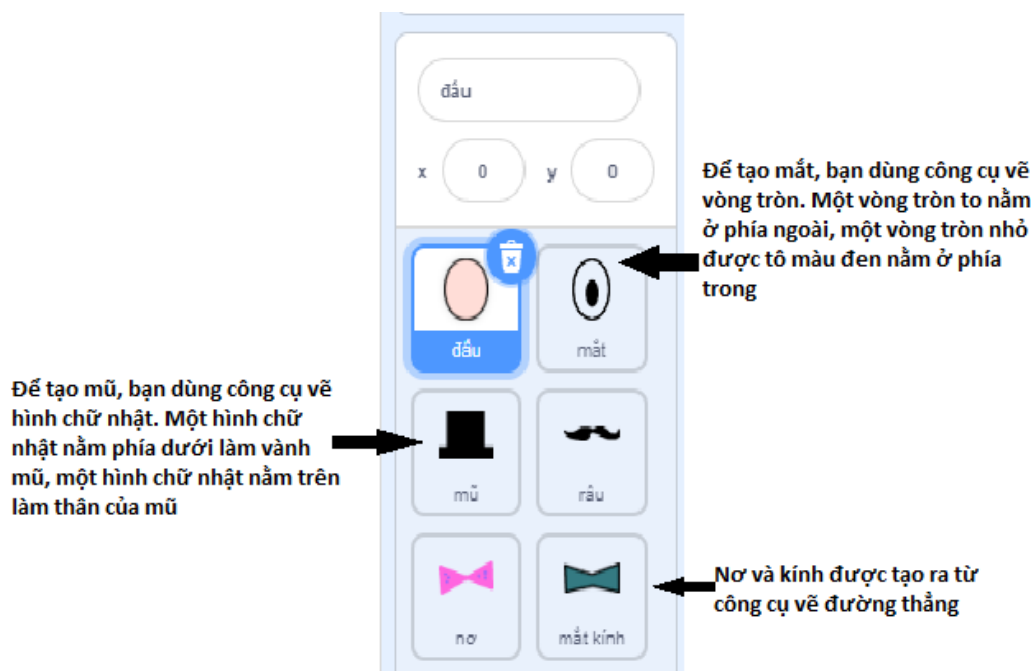 đầu
x 0 y 0
Để tạo mắt, bạn dùng công cụ vẽ
vòng tròn. Một vòng tròn to nằm
ở phía ngoài, một vòng tròn nhỏ
được tô màu đen nằm ở phía
trong
đầu
mắt
Để tạo mũ, bạn dùng công cụ vẽ
hình chữ nhật. Một hình chữ
nhật nằm phía dưới làm vành
mũ, một hình chữ nhật nằm trên
làm thân của mũ
mũ
râu
nơ
mắt kính
Nơ và kính được tạo ra từ
công cụ vẽ đường thẳng